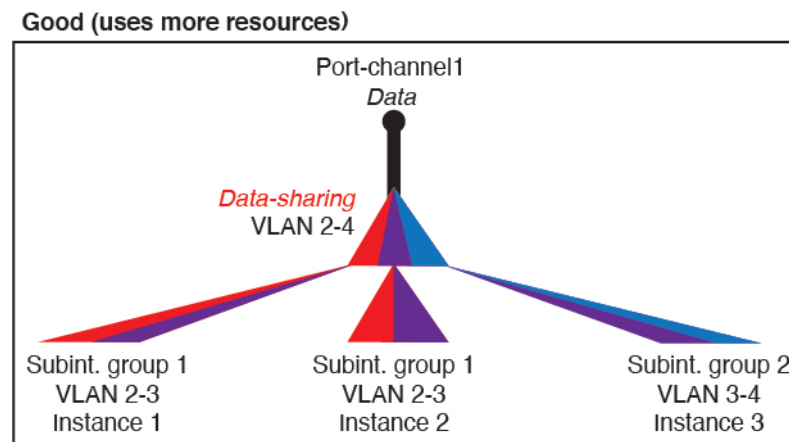 Good (uses more resources)
Port-channel1
Data
Data-sharing
VLAN 2-4
Subint. group 1
VLAN 2-3
Instance 1
Subint. group 1
VLAN 2-3
Instance 2
Subint. group 2
VLAN 3-4
Instance 3